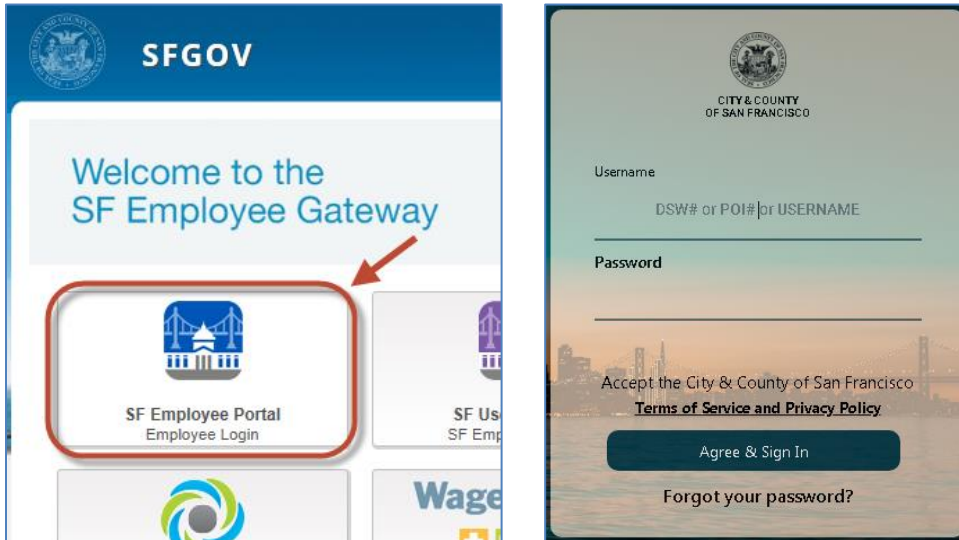 SFGOV
Welcome to the
SF Employee Gateway
SF Employee Portal
Employee Login
SF
SF
Wage
CITY & COUNTY
OF SAN FRANCISCO
Username
DSW# or POI# or USERNAME
Password
Accept the City & County of San Francisco
Terms of Service and Privacy Policy
Agree & Sign In
Forgot your password?